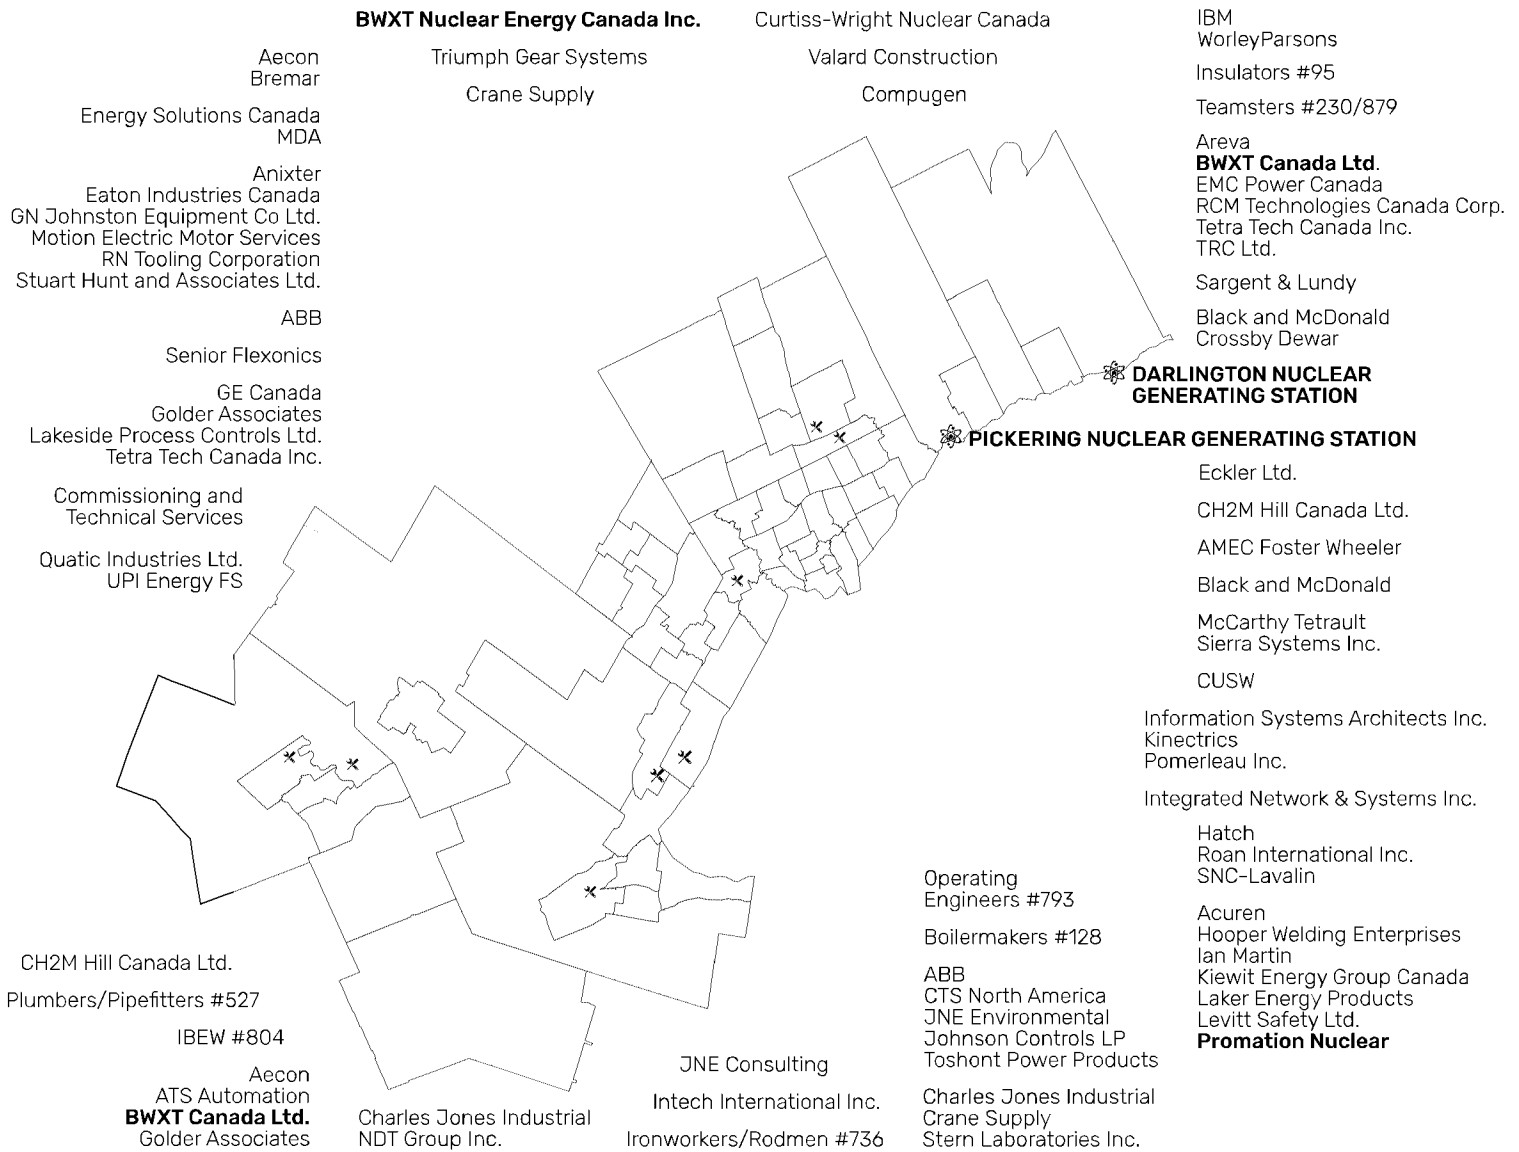 BWXT Nuclear Energy Canada Inc.
Triumph Gear Systems
Crane Supply
Curtiss-Wright Nuclear Canada
Valard Construction
Compugen
Aecon
Bremar
Energy Solutions Canada
MDA
Anixter
Eaton Industries Canada
GN Johnston Equipment Co Ltd.
Motion Electric Motor Services
RN Tooling Corporation
Stuart Hunt and Associates Ltd.
ABB
Senior Flexonics
GE Canada
Golder Associates
Lakeside Process Controls Ltd.
Tetra Tech Canada Inc.
Commissioning and
Technical Services
Quatic Industries Ltd.
UPI Energy FS
IBM
WorleyParsons
Insulators #95
Teamsters #230/879
Areva
BWXT Canada Ltd.
EMC Power Canada
RCM Technologies Canada Corp.
Tetra Tech Canada Inc.
TRC Ltd.
Sargent & Lundy
Black and McDonald
Crossby Dewar
DARLINGTON NUCLEAR
GENERATING STATION
PICKERING NUCLEAR GENERATING STATION
Eckler Ltd.
CH2M Hill Canada Ltd.
AMEC Foster Wheeler
Black and McDonald
McCarthy Tetrault
Sierra Systems Inc.
CUSW
Information Systems Architects Inc.
Kinectrics
Pomerleau Inc.
Integrated Network & Systems Inc.
Hatch
Roan International Inc.
SNC-Lavalin
Acuren
Hooper Welding Enterprises
Ian Martin
Kiewit Energy Group Canada
Laker Energy Products
Levitt Safety Ltd.
Promation Nuclear
Operating
Engineers #793
Boilermakers #128
ABB
CTS North America
JNE Environmental
Johnson Controls LP
Toshont Power Products
Charles Jones Industrial
Crane Supply
Stern Laboratories Inc.
JNE Consulting
Intech International Inc.
Ironworkers/Rodmen #736
CH2M Hill Canada Ltd.
Plumbers/Pipefitters #527
IBEW #804
Aecon
ATS Automation
BWXT Canada Ltd.
Golder Associates
Charles Jones Industrial
NDT Group Inc.